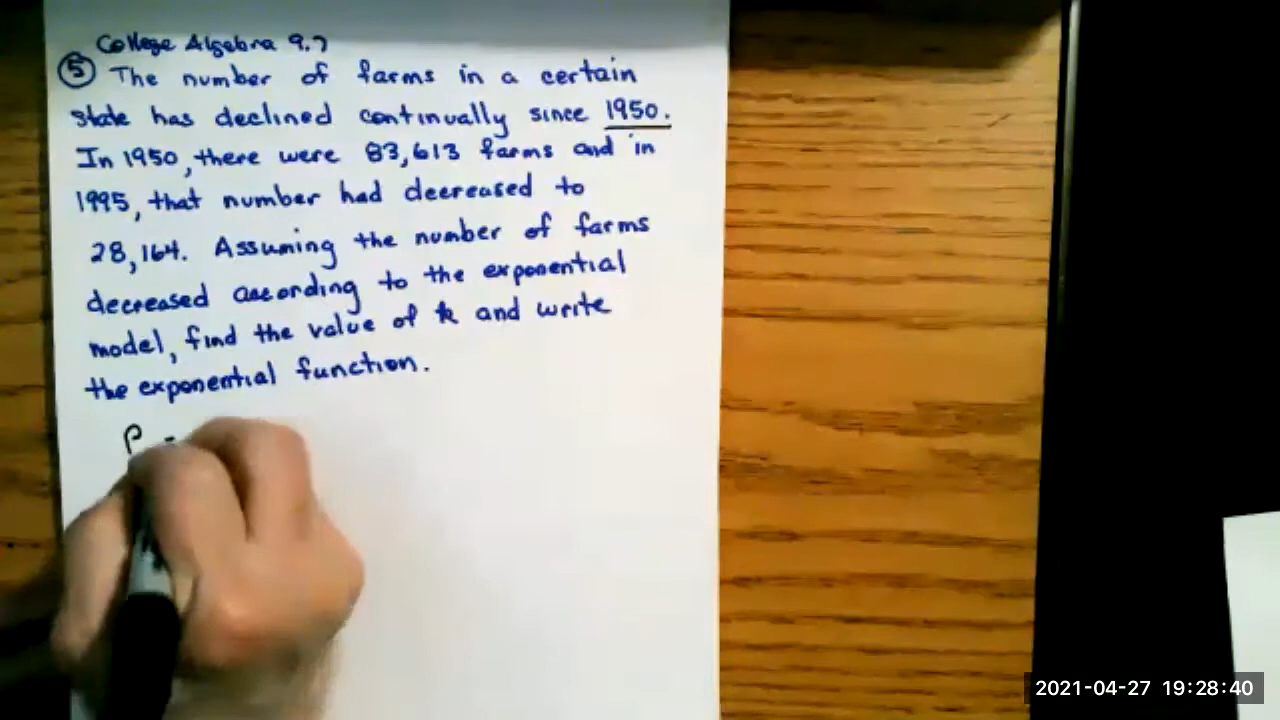 College Algebra 9.7
5 The number of farms in a certain
state has declined continually since 1950.
In 1950, there were 83,613 farms and in
1995, that number had decreased to
28,164. Assuming the number of farms
decreased according to the exponential
model, find the value of k and write
the exponential function.
P =
2021-04-27 19:28:40